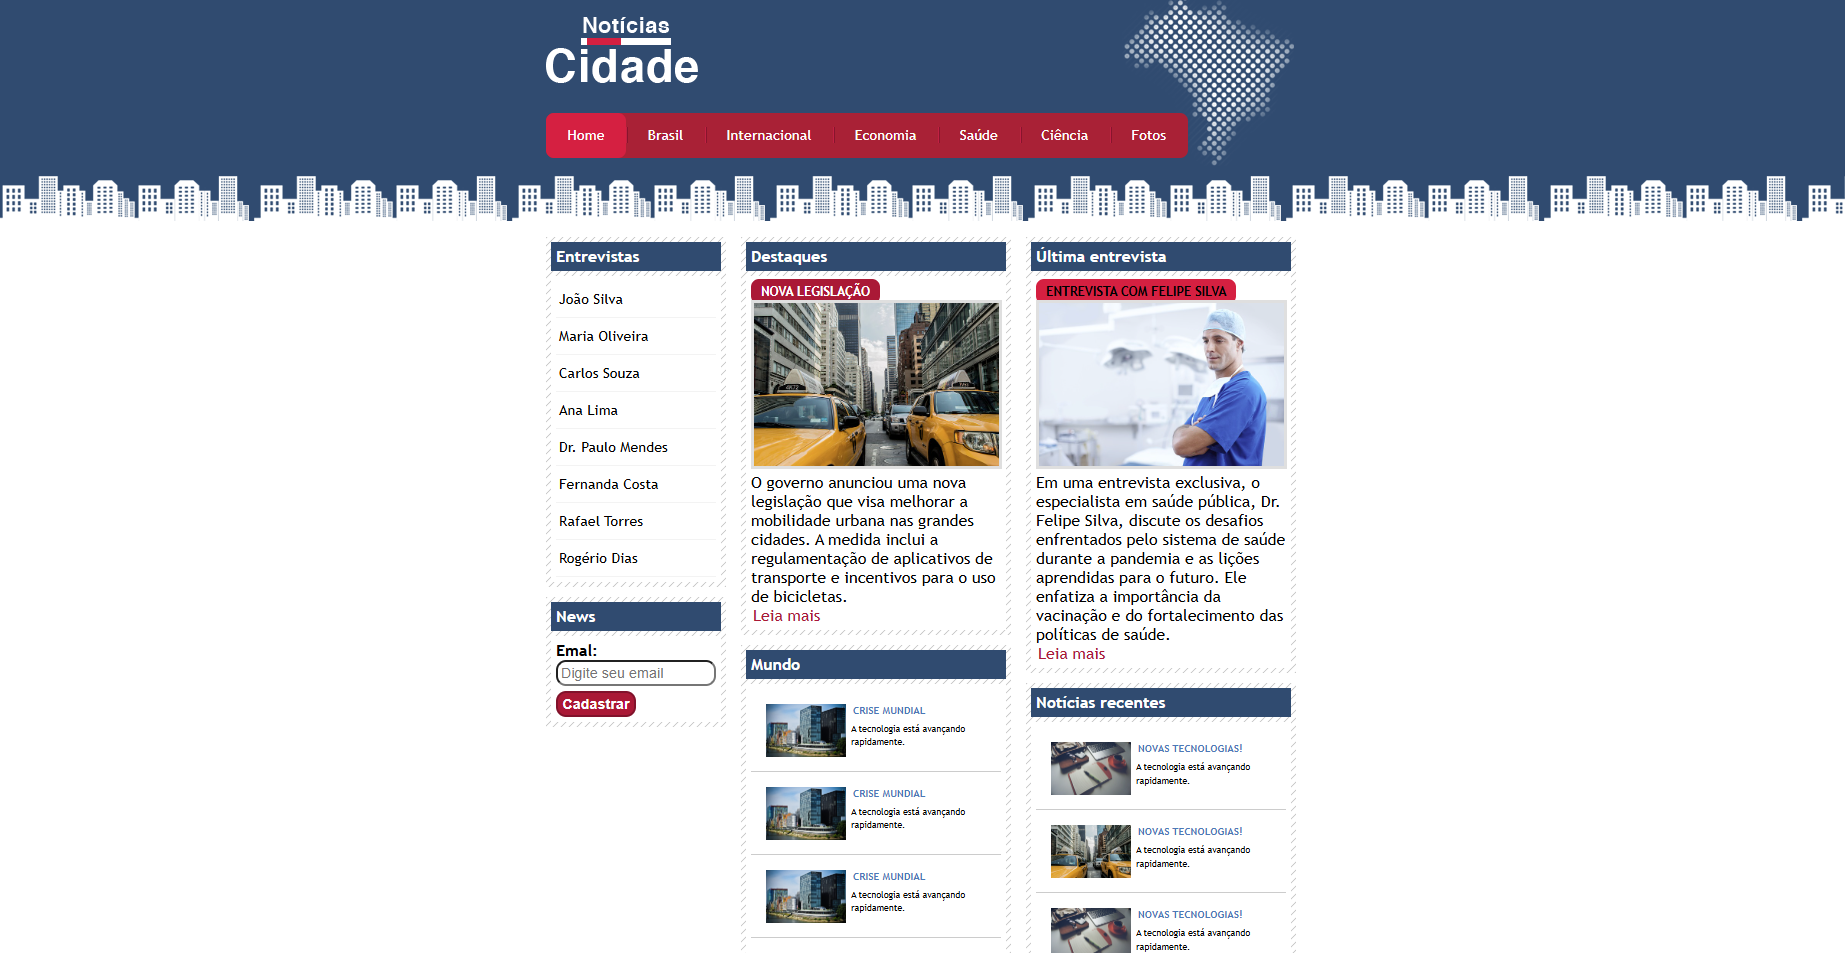 Notícias
Cidade
Home
Brasil
Internacional
Economia
Saúde
Ciência
Fotos
Entrevistas
João Silva
Maria Oliveira
Carlos Souza
Ana Lima
Dr. Paulo Mendes
Fernanda Costa
Rafael Torres
Rogério Dias
News
Emal:
Digite seu email
Cadastrar
Destaques
NOVA LEGISLAÇÃO
O governo anunciou uma nova
legislação que visa melhorar a
mobilidade urbana nas grandes
cidades. A medida inclui a
regulamentação de aplicativos de
transporte e incentivos para o uso
de bicicletas.
Leia mais
Mundo
CRISE MUNDIAL
A tecnologia está avançando
rapidamente.
CRISE MUNDIAL
A tecnologia está avançando
rapidamente.
CRISE MUNDIAL
A tecnologia está avançando
rapidamente.
Última entrevista
ENTREVISTA COM FELIPE SILVA
Em uma entrevista exclusiva, o
especialista em saúde pública, Dr.
Felipe Silva, discute os desafios
enfrentados pelo sistema de saúde
durante a pandemia e as lições
aprendidas para o futuro. Ele
enfatiza a importância da
vacinação e do fortalecimento das
políticas de saúde.
Leia mais
Notícias recentes
NOVAS TECNOLOGIAS!
A tecnologia está avançando
rapidamente.
NOVAS TECNOLOGIAS!
A tecnologia está avançando
rapidamente.
NOVAS TECNOLOGIAS!
A tecnologia está avançando
rapidamente.